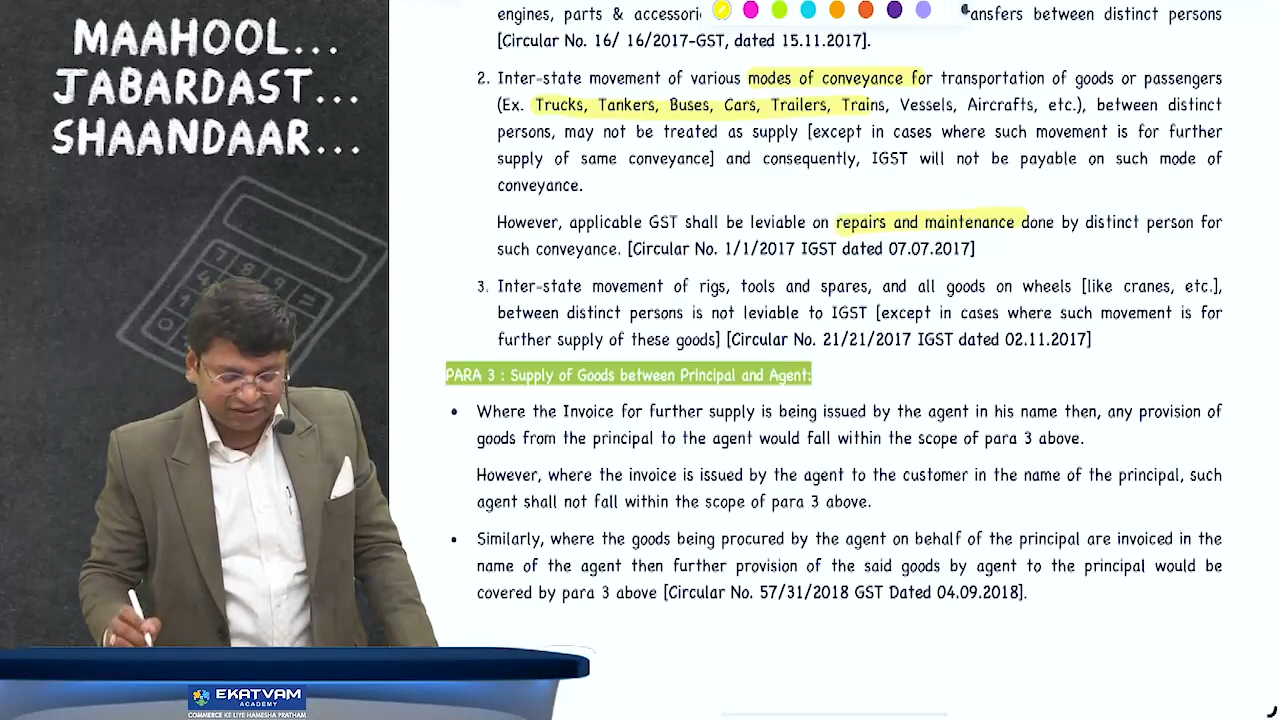 MAAHOOL...
JABARDAST...
SHAANDAAR...
engines, parts & accessori
ansfers between distinct persons
[Circular No. 16/ 16/2017-GST, dated 15.11.2017].
2. Inter-state movement of various modes of conveyance for transportation of goods or passengers
(Ex. Trucks, Tankers, Buses, Cars, Trailers, Trains, Vessels, Aircrafts, etc.), between distinct
persons, may not be treated as supply [except in cases where such movement is for further
supply of same conveyance] and consequently, IGST will not be payable on such mode of
conveyance.
However, applicable GST shall be leviable on repairs and maintenance done by distinct person for
such conveyance. [Circular No. 1/1/2017 IGST dated 07.07.2017]
3. Inter-state movement of rigs, tools and spares, and all goods on wheels [like cranes, etc.],
between distinct persons is not leviable to IGST [except in cases where such movement is for
further supply of these goods] [Circular No. 21/21/2017 IGST dated 02.11.2017]
PARA 3 : Supply of Goods between Principal and Agent:
• Where the Invoice for further supply is being issued by the agent in his name then, any provision of
goods from the principal to the agent would fall within the scope of para 3 above.
However, where the invoice is issued by the agent to the customer in the name of the principal, such
agent shall not fall within the scope of para 3 above.
• Similarly, where the goods being procured by the agent on behalf of the principal are invoiced in the
name of the agent then further provision of the said goods by agent to the principal would be
covered by para 3 above [Circular No. 57/31/2018 GST Dated 04.09.2018].
EKATVAM
ACADEMY
COMMERCE KE LIYE HAMESHA PRATHAM